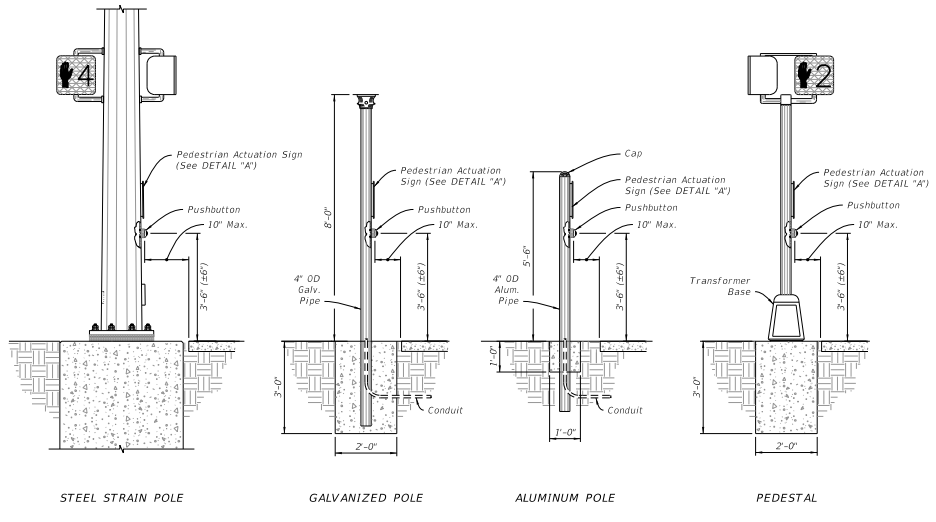 4
Pedestrian Actuation Sign
(See DETAIL "A")
Pushbutton
10" Max.
3'-6" (±6")
STEEL STRAIN POLE
8'-0"
Pedestrian Actuation
Sign (See DETAIL "A")
Pushbutton
10" Max.
4" OD
Galv.
Pipe
3'-6" (±6")
3'-0"
Conduit
2'-0"
GALVANIZED POLE
Cap
5'-6"
Pedestrian Actuation
Sign (See DETAIL "A")
Pushbutton
10" Max.
4" OD
Alum.
Pipe
3'-6" (±6")
1'-0"
Conduit
1'-0"
ALUMINUM POLE
2
Pedestrian Actuation
Sign (See DETAIL "A")
Pushbutton
10" Max.
Transformer
Base
3'-6" (±6")
3'-0"
2'-0"
PEDESTAL